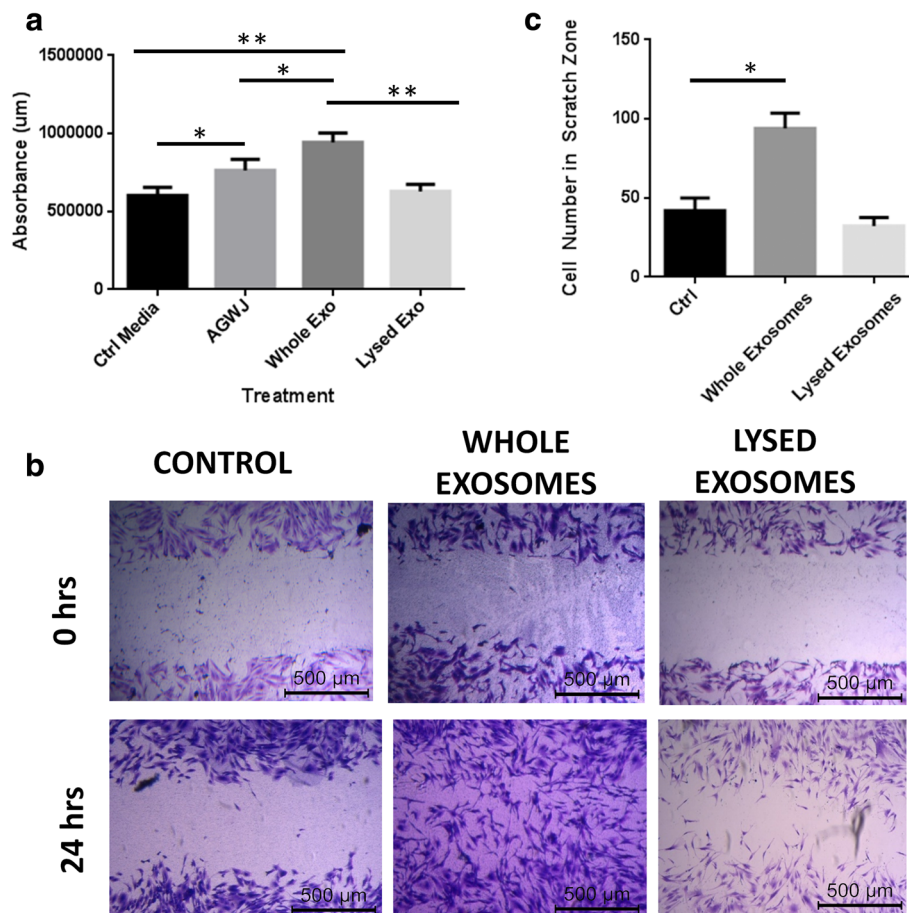 a
**
*
**
*
Absorbance (um)
1500000
1000000
500000
0
Ctrl Media
AGWJ
Whole Exo
Lysed Exo
Treatment
c
*
Cell Number in Scratch Zone
150
100
50
0
Ctrl
Whole Exosomes
Lysed Exosomes
b
CONTROL
WHOLE
EXOSOMES
LYSED
EXOSOMES
0 hrs
500 µm
500 µm
500 µm
24 hrs
500 µm
500 µm
500 µm